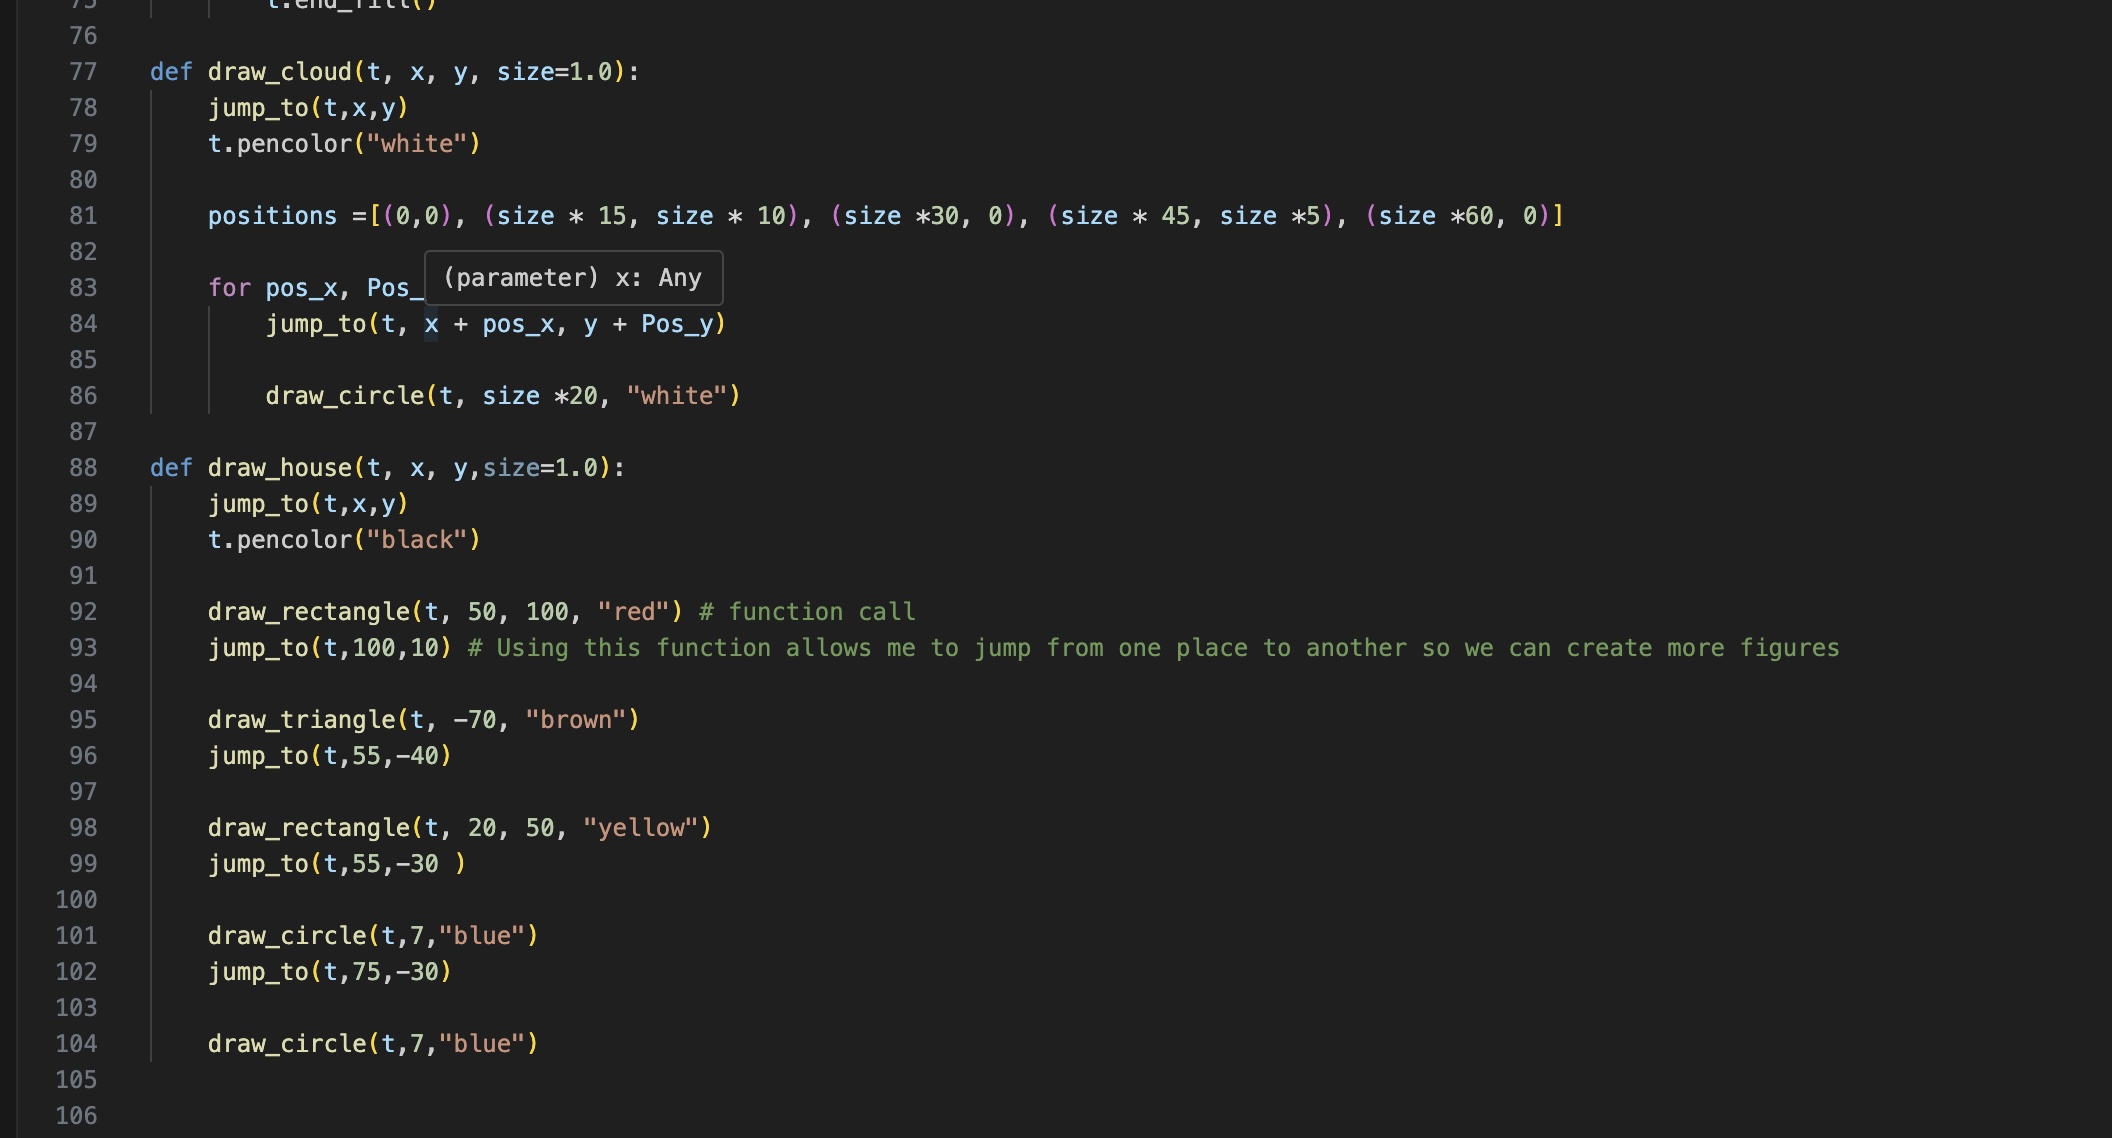 75 t.end_fill()
76
77 def draw_cloud(t, x, y, size=1.0):
78 jump_to(t,x,y)
79 t.pencolor("white")
80
81 positions =[(0,0), (size * 15, size * 10), (size *30, 0), (size * 45, size *5), (size *60, 0)]
82
(parameter) x: Any
83 for pos_x, Pos_
84 jump_to(t, x + pos_x, y + Pos_y)
85
86 draw_circle(t, size *20, "white")
87
88 def draw_house(t, x, y,size=1.0):
89 jump_to(t,x,y)
90 t.pencolor("black")
91
92 draw_rectangle(t, 50, 100, "red") # function call
93 jump_to(t,100,10) # Using this function allows me to jump from one place to another so we can create more figures
94
95 draw_triangle(t, -70, "brown")
96 jump_to(t,55,-40)
97
98 draw_rectangle(t, 20, 50, "yellow")
99 jump_to(t,55,-30 )
100
101 draw_circle(t,7,"blue")
102 jump_to(t,75,-30)
103
104 draw_circle(t,7,"blue")
105
106